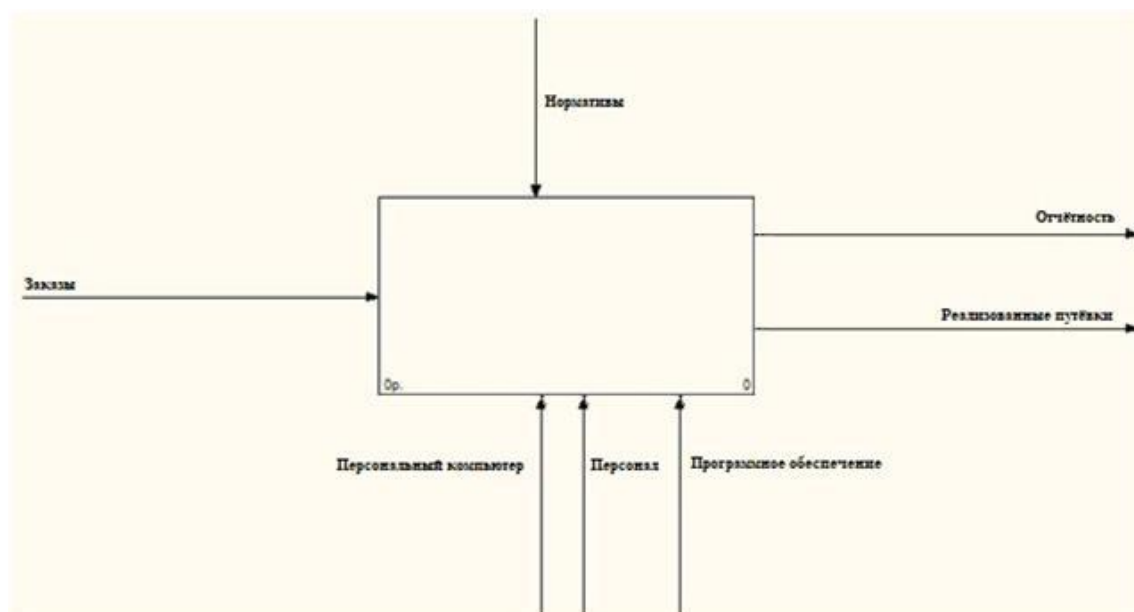 Нормативы
Отчётность
Заказы
Реализованные путёвки
0р.
0
Персональный компьютер
Персонал
Программное обеспечение